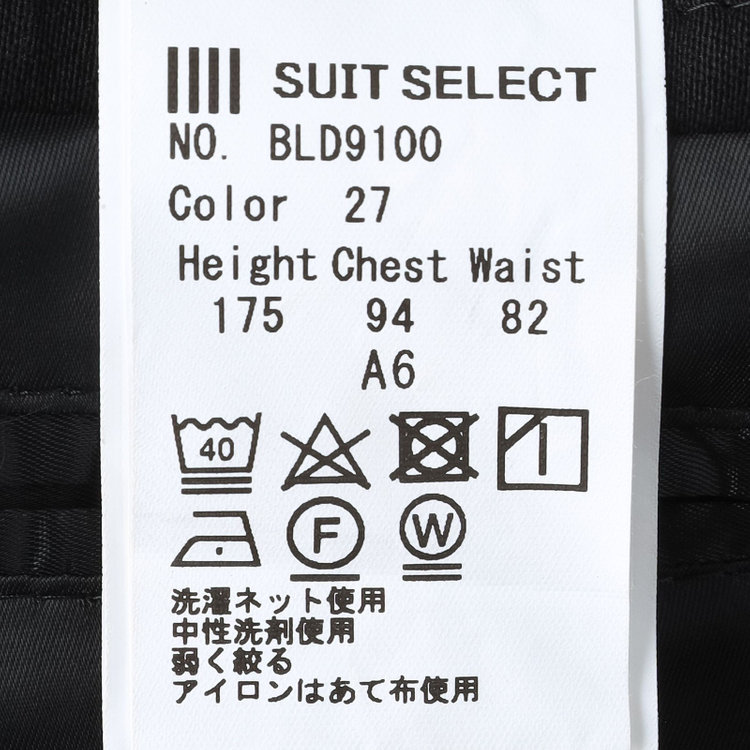 SUIT SELECT
NO. BLD9100
Color 27
Height Chest Waist
175 94 82
A6
40
F W
洗濯ネット使用
中性洗剤使用
弱く絞る
アイロンはあて布使用